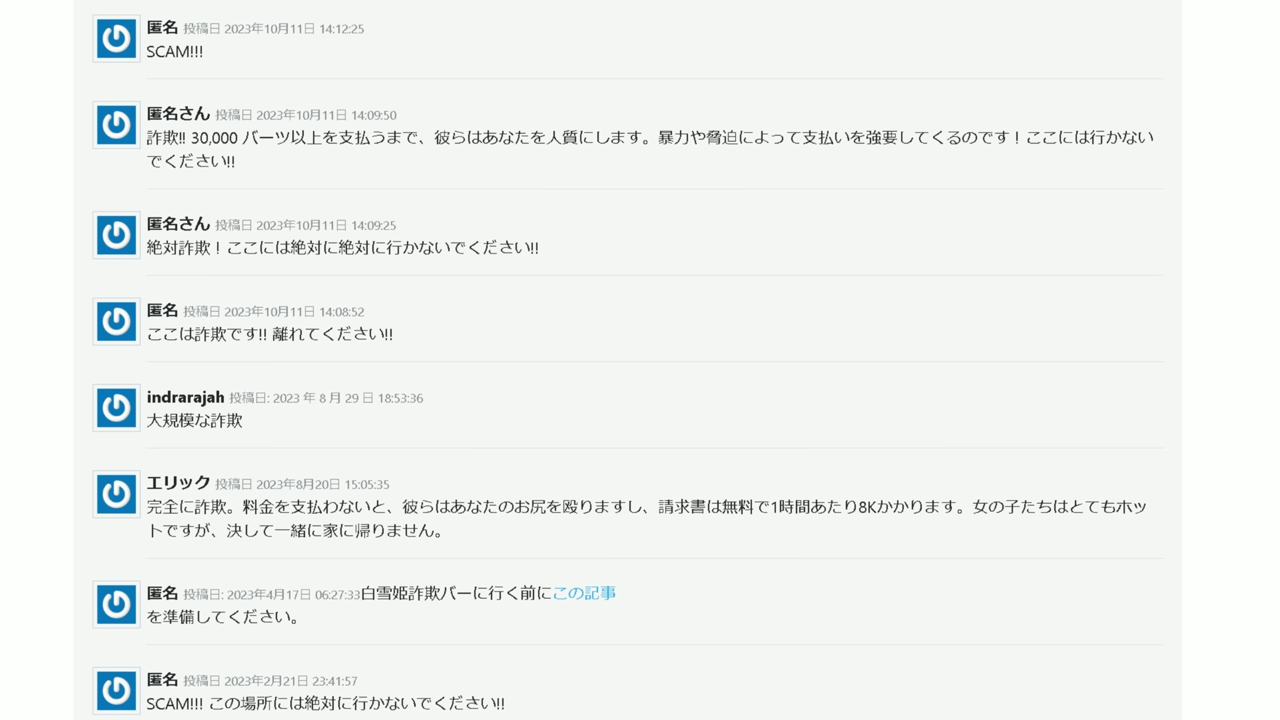 匿名 投稿日 2023年10月11日 14:12:25
SCAM!!!
匿名さん 投稿日 2023年10月11日 14:09:50
詐欺!! 30,000 バーツ以上を支払うまで、彼らはあなたを人質にします。暴力や脅迫によって支払いを強要してくるのです！ここには行かない
でください!!
匿名さん 投稿日 2023年10月11日 14:09:25
絶対詐欺！ここには絶対に絶対に行かないでください!!
匿名 投稿日 2023年10月11日 14:08:52
ここは詐欺です!! 離れてください!!
indrarajah 投稿日: 2023 年 8 月 29 日 18:53:36
大規模な詐欺
エリック 投稿日 2023年8月20日 15:05:35
完全に詐欺。料金を支払わないと、彼らはあなたのお尻を殴りますし、請求書は無料で1時間あたり8Kかかります。女の子たちはとてもホッ
トですが、決して一緒に家に帰りません。
匿名 投稿日: 2023年4月17日 06:27:33白雪姫詐欺バーに行く前にこの記事
を準備してください。
匿名 投稿日 2023年2月21日 23:41:57
SCAM!!! この場所には絶対に行かないでください!!